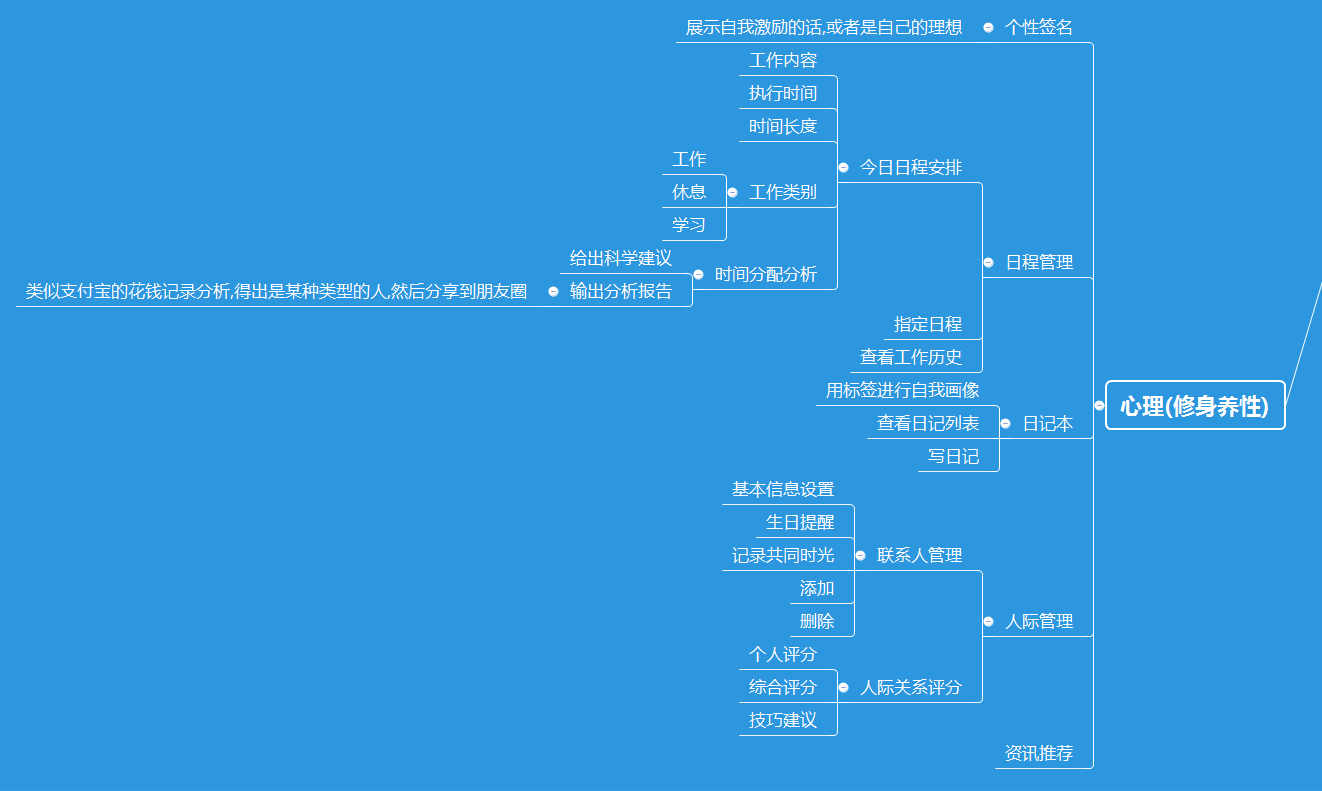 展示自我激励的话,或者是自己的理想
个性签名
工作内容
执行时间
时间长度
今日日程安排
工作
休息
学习
工作类别
给出科学建议
时间分配分析
类似支付宝的花钱记录分析,得出是某种类型的人,然后分享到朋友圈
输出分析报告
日程管理
指定日程
查看工作历史
用标签进行自我画像
查看日记列表
日记本
写日记
心理(修身养性)
基本信息设置
生日提醒
记录共同时光
联系人管理
添加
删除
人际管理
个人评分
综合评分
人际关系评分
技巧建议
资讯推荐